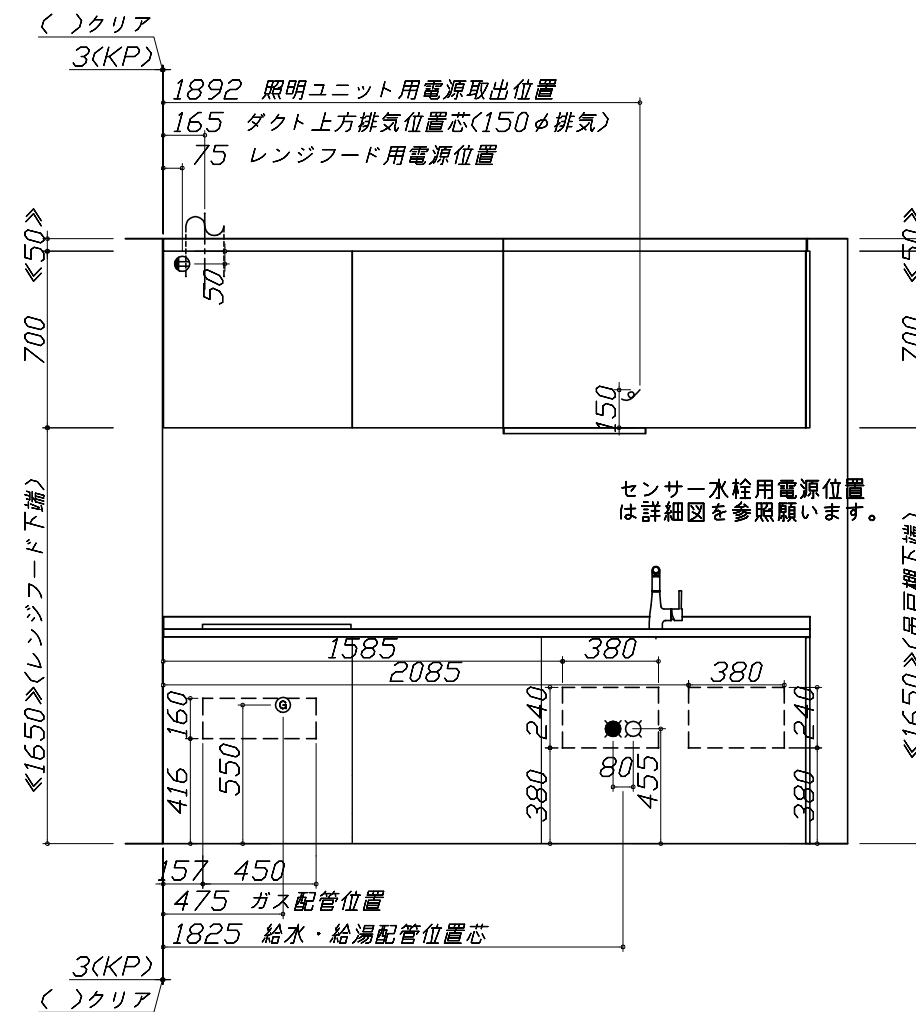 ( )クリア
3(KP)
1892 照明ユニット用電源取出位置
165 ダクト上方排気位置芯(150φ排気)
75 レンジフード用電源位置
≪50≫
≪50≫
50
700
700
150
センサー水栓用電源位置
は詳細図を参照願います。
≪1650≫(レンジフード下端)
≪1650≫(吊戸棚下端)
1585
380
2085
380
160
G
240
240
550
80
455
416
380
380
157
450
475 ガス配管位置
1825 給水・給湯配管位置芯
3(KP)
( )クリア